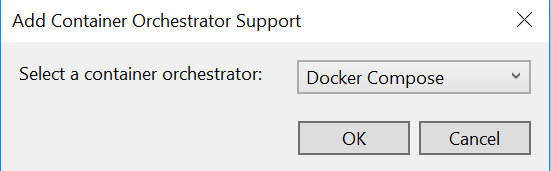 Add Container Orchestrator Support
Select a container orchestrator: Docker Compose
OK Cancel